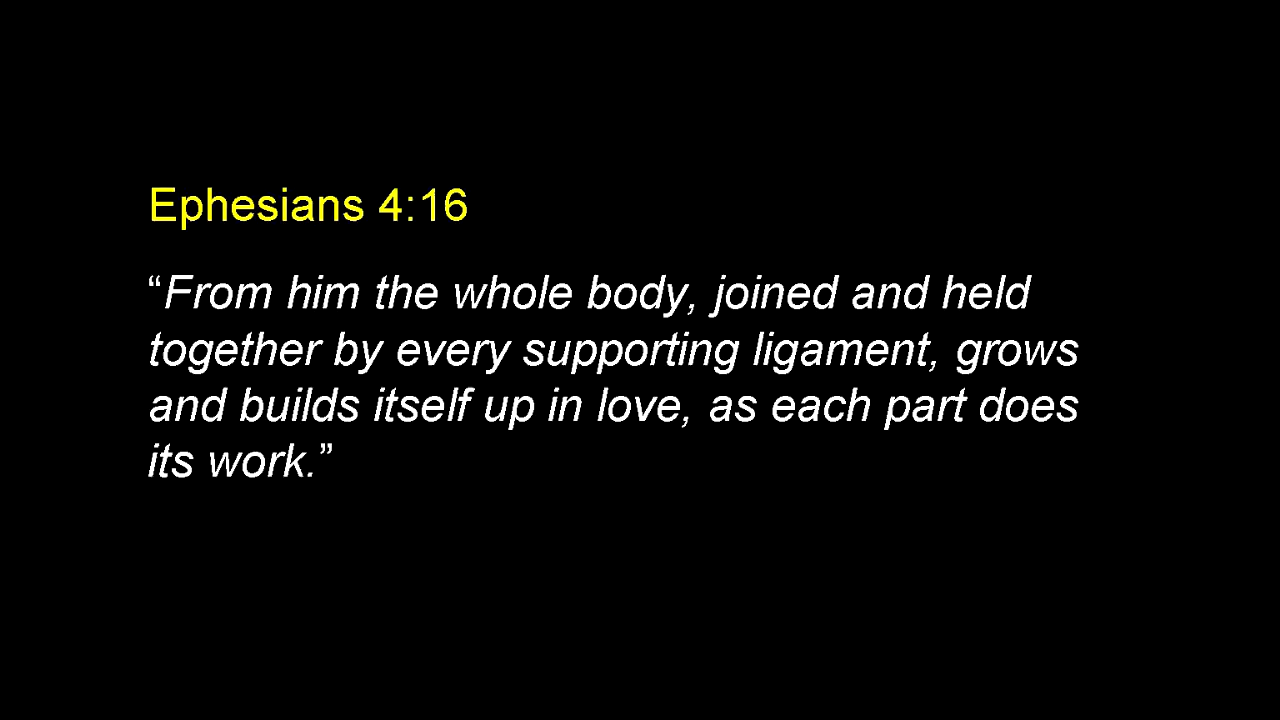 Ephesians 4:16
“From him the whole body, joined and held
together by every supporting ligament, grows
and builds itself up in love, as each part does
its work.”